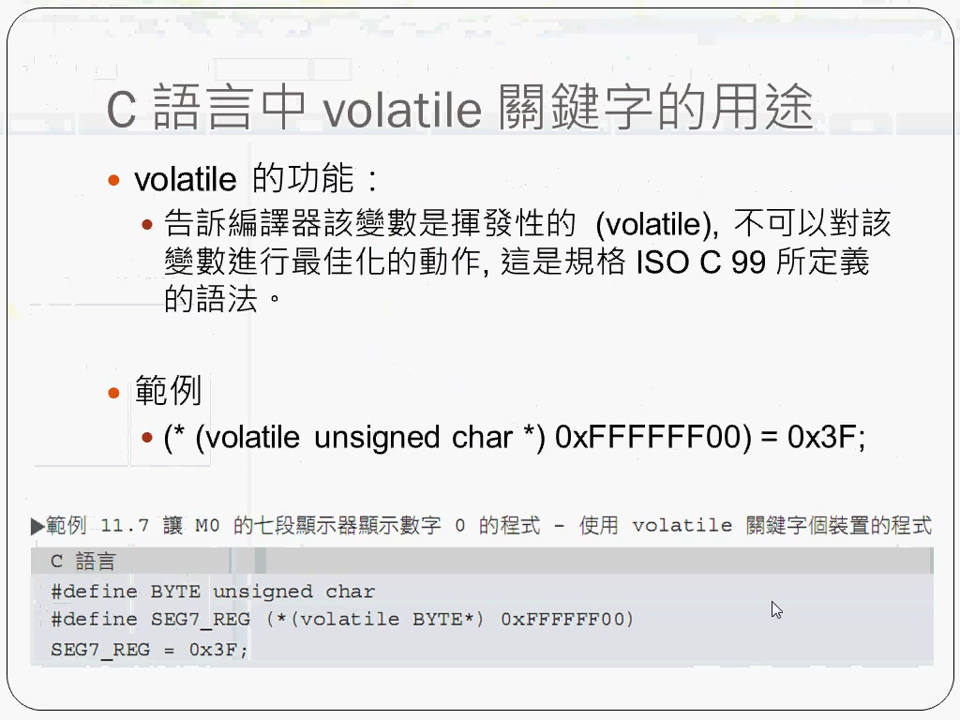 C 語言中 volatile 關鍵字的用途
volatile 的功能：
告訴編譯器該變數是揮發性的 (volatile), 不可以對該
變數進行最佳化的動作, 這是規格 ISO C 99 所定義
的語法。
範例
(* (volatile unsigned char *) 0xFFFFFF00) = 0x3F;
▶範例 11.7 讓 M0 的七段顯示器顯示數字 0 的程式 – 使用 volatile 關鍵字個裝置的程式
C 語言
#define BYTE unsigned char
#define SEG7_REG (*(volatile BYTE*) 0xFFFFFF00)
SEG7_REG = 0x3F;